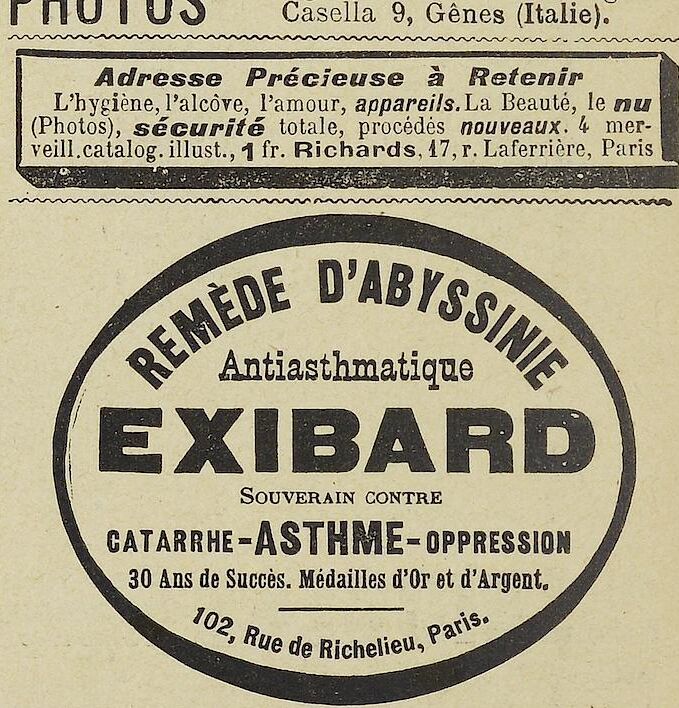 PHOTOS
Casella 9, Gênes (Italie).
Adresse Précieuse à Retenir
L'hygiène, l'alcôve, l'amour, appareils. La Beauté, le nu
(Photos), sécurité totale, procédés nouveaux. 4 mer-
veill. catalog. illust., 1 fr. Richards, 17, r. Laferrière, Paris
REMÈDE D'ABYSSINIE
Antiasthmatique
EXIBARD
SOUVERAIN CONTRE
CATARRHE-ASTHME-OPPRESSION
30 Ans de Succès. Médailles d'Or et d'Argent.
102, Rue de Richelieu, Paris.